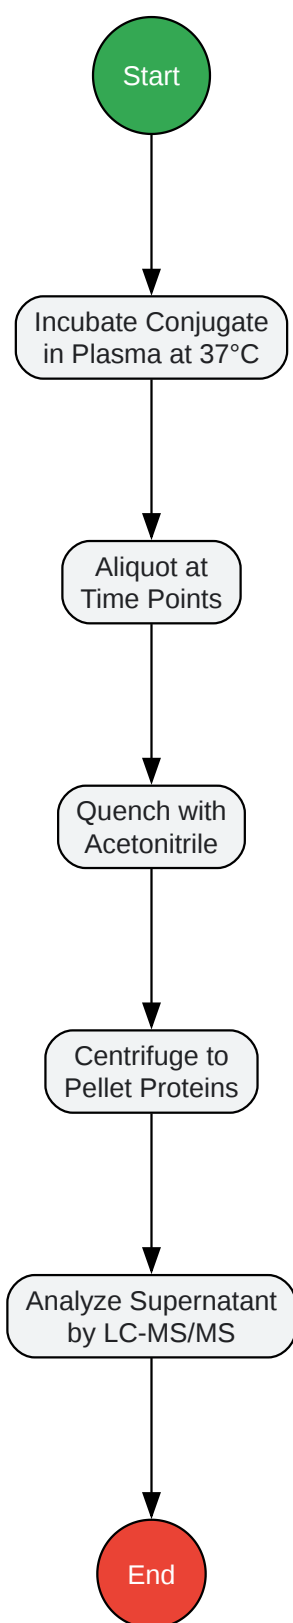 Start
Incubate Conjugate
in Plasma at 37°C
Aliquot at
Time Points
Quench with
Acetonitrile
Centrifuge to
Pellet Proteins
Analyze Supernatant
by LC-MS/MS
End